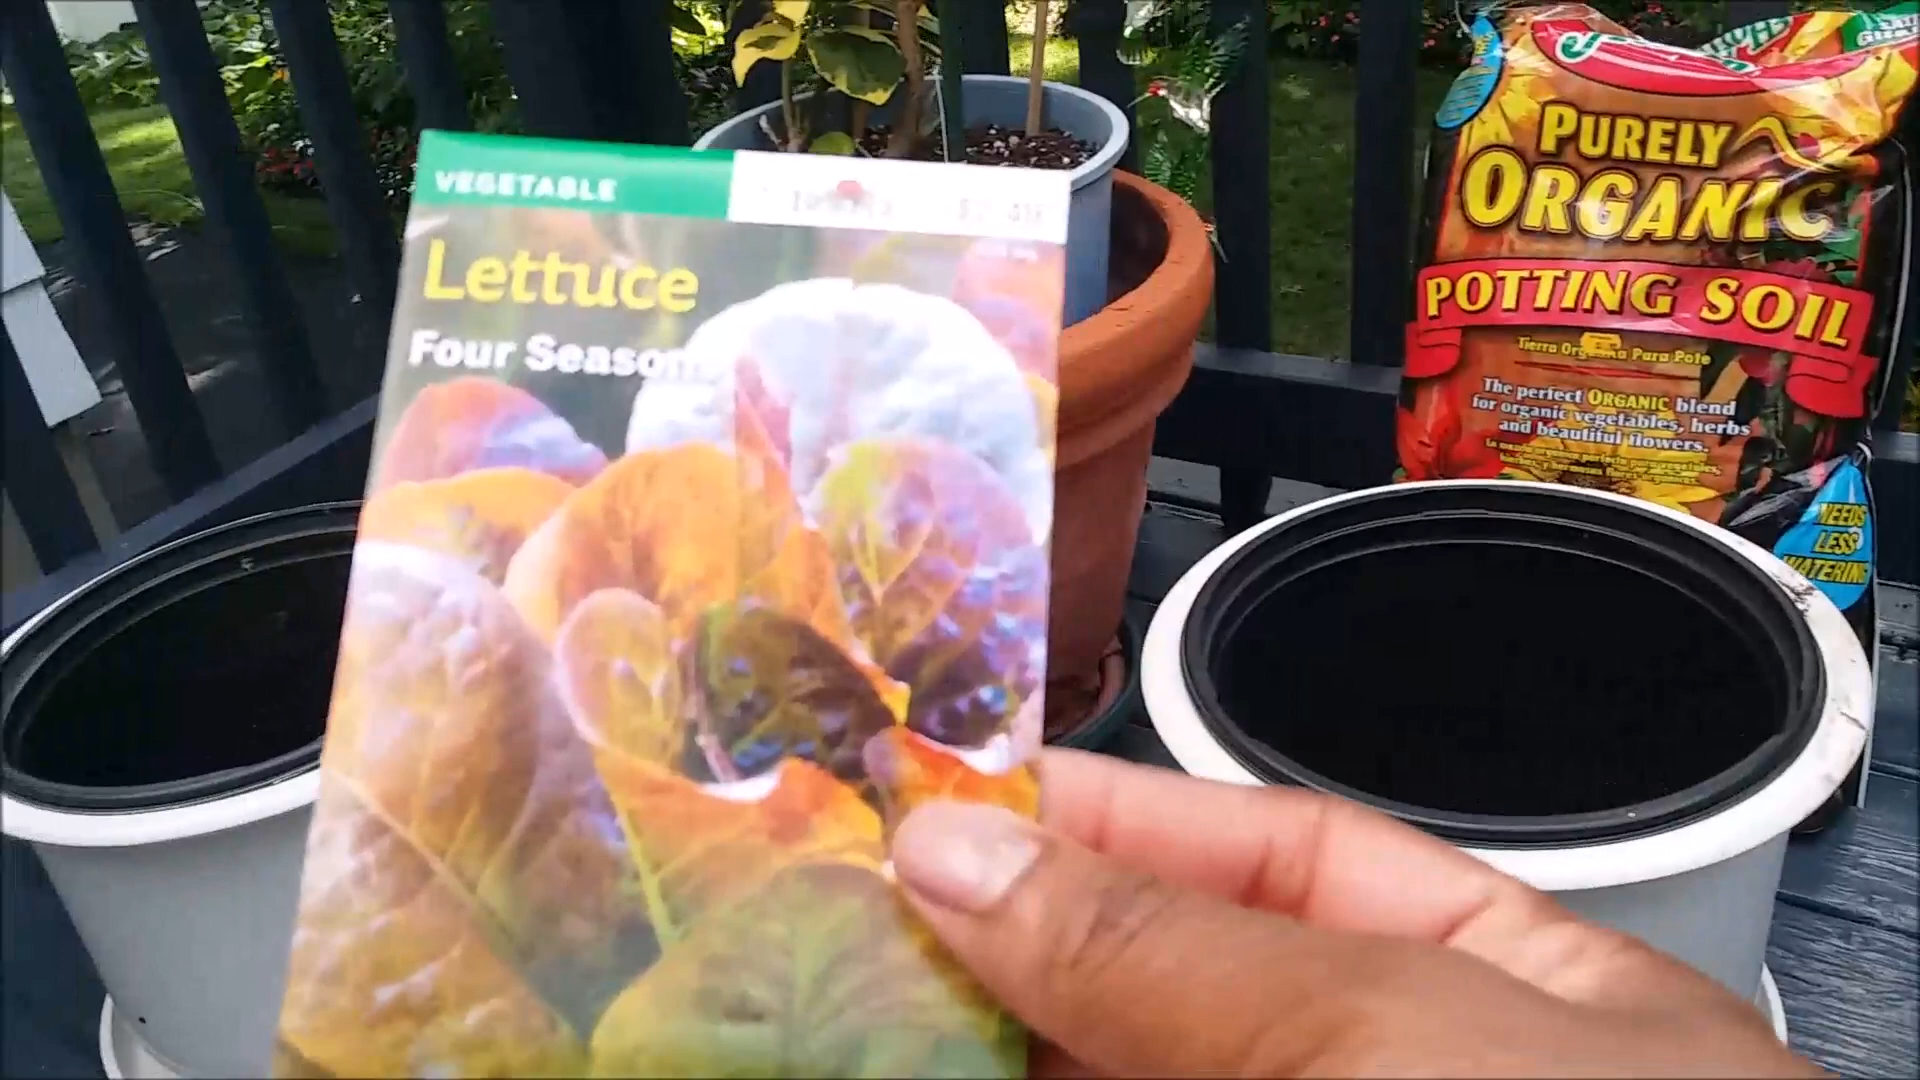 VEGETABLE
Lettuce
Four Seasons
PURELY
ORGANIC
POTTING SOIL
Tierra Orgánica Para Pote
The perfect ORGANIC blend
for organic vegetables, herbs
and beautiful flowers.
NEEDS
LESS
WATERING